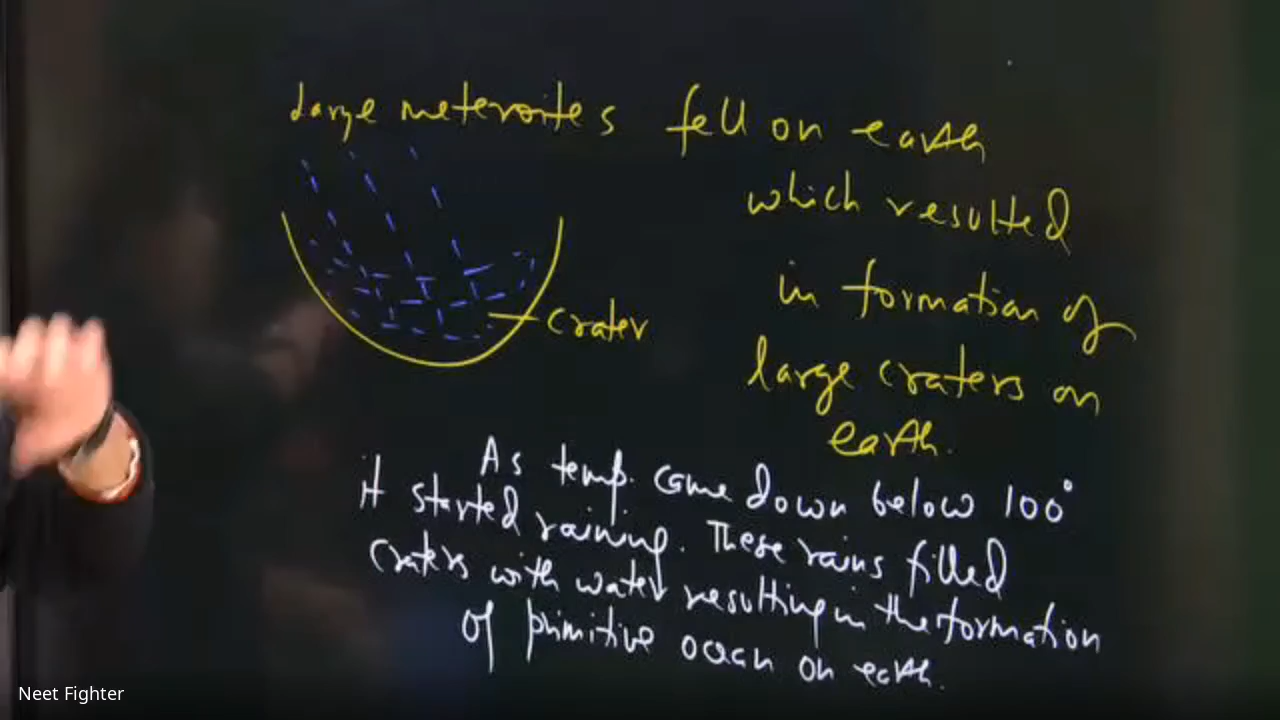 Large meteroites fell on earth
which resulted
in formation of
crater
large craters on
earth.
As temp. came down below 100°
it started raining. These rains filled
craters with water resulting in the formation
of primitive ocean on earth.
Neet Fighter